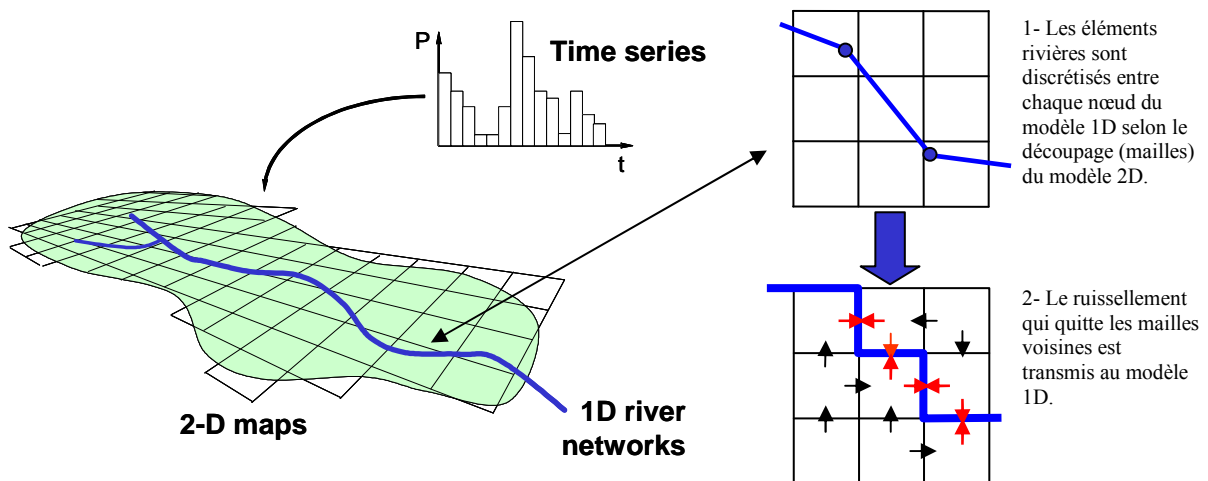 P
Time series
t
2-D maps
1D river
networks
1- Les éléments
rivières sont
discrétisés entre
chaque nœud du
modèle 1D selon le
découpage (mailles)
du modèle 2D.
2- Le ruissellement
qui quitte les mailles
voisines est
transmis au modèle
1D.